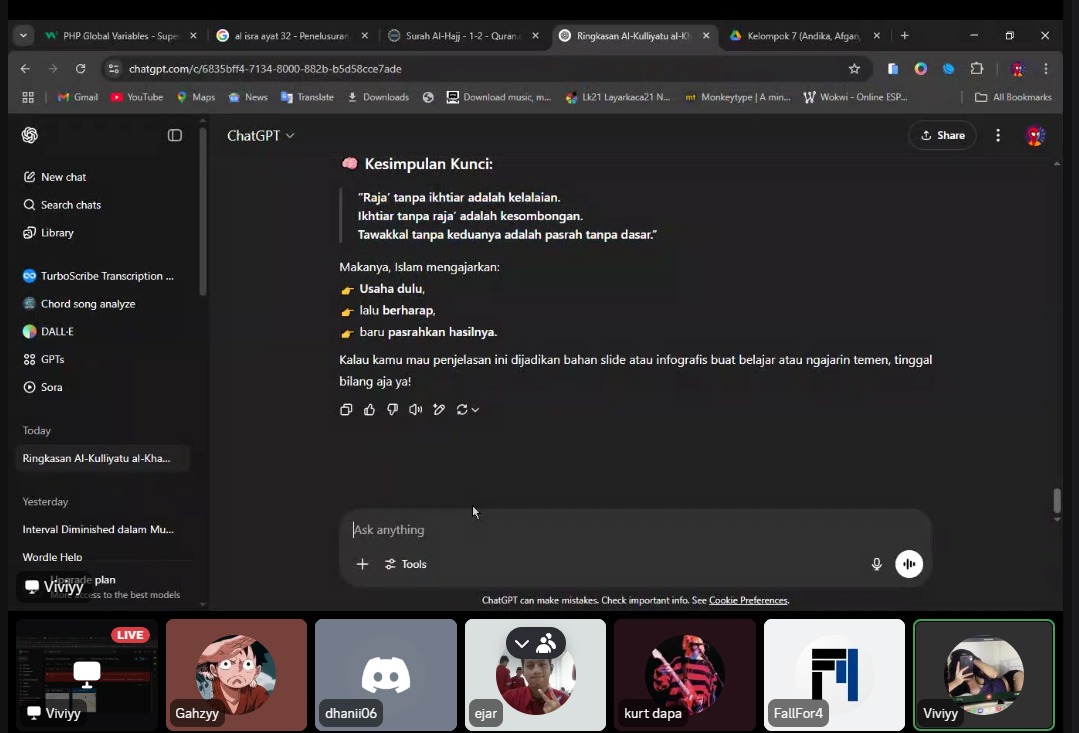 PHP Global Variables - Supe
al isra ayat 32 - Penelusuran
Surah Al-Hajj - 1-2 - Quran.c
Ringkasan Al-Kulliyatu al-Kh
Kelompok 7 (Andika, Afgan,
chatgpt.com/c/6835bff4-7134-8000-882b-b5d58cce7ade
Gmail
YouTube
Maps
News
Translate
Downloads
Download music, m...
Lk21 Layarkaca21 N...
mt Monkeytype | A min...
Wokwi - Online ESP...
All Bookmarks
ChatGPT
Share
New chat
Search chats
Library
TurboScribe Transcription ...
Chord song analyze
DALL·E
GPTs
Sora
Today
Ringkasan Al-Kulliyatu al-Kha...
Yesterday
Interval Diminished dalam Mu...
Wordle Help
Upgrade plan
More access to the best models
Viviyy
🧠 Kesimpulan Kunci:
“Raja’ tanpa ikhtiar adalah kelalaian.
Ikhtiar tanpa raja’ adalah kesombongan.
Tawakkal tanpa keduanya adalah pasrah tanpa dasar.”
Makanya, Islam mengajarkan:
👉 Usaha dulu,
👉 lalu berharap,
👉 baru pasrahkan hasilnya.
Kalau kamu mau penjelasan ini dijadikan bahan slide atau infografis buat belajar atau ngajarin temen, tinggal
bilang aja ya!
Ask anything
Tools
ChatGPT can make mistakes. Check important info. See Cookie Preferences.
LIVE
Viviyy
Gahzyy
dhanii06
ejar
kurt dapa
FallFor4
Viviyy